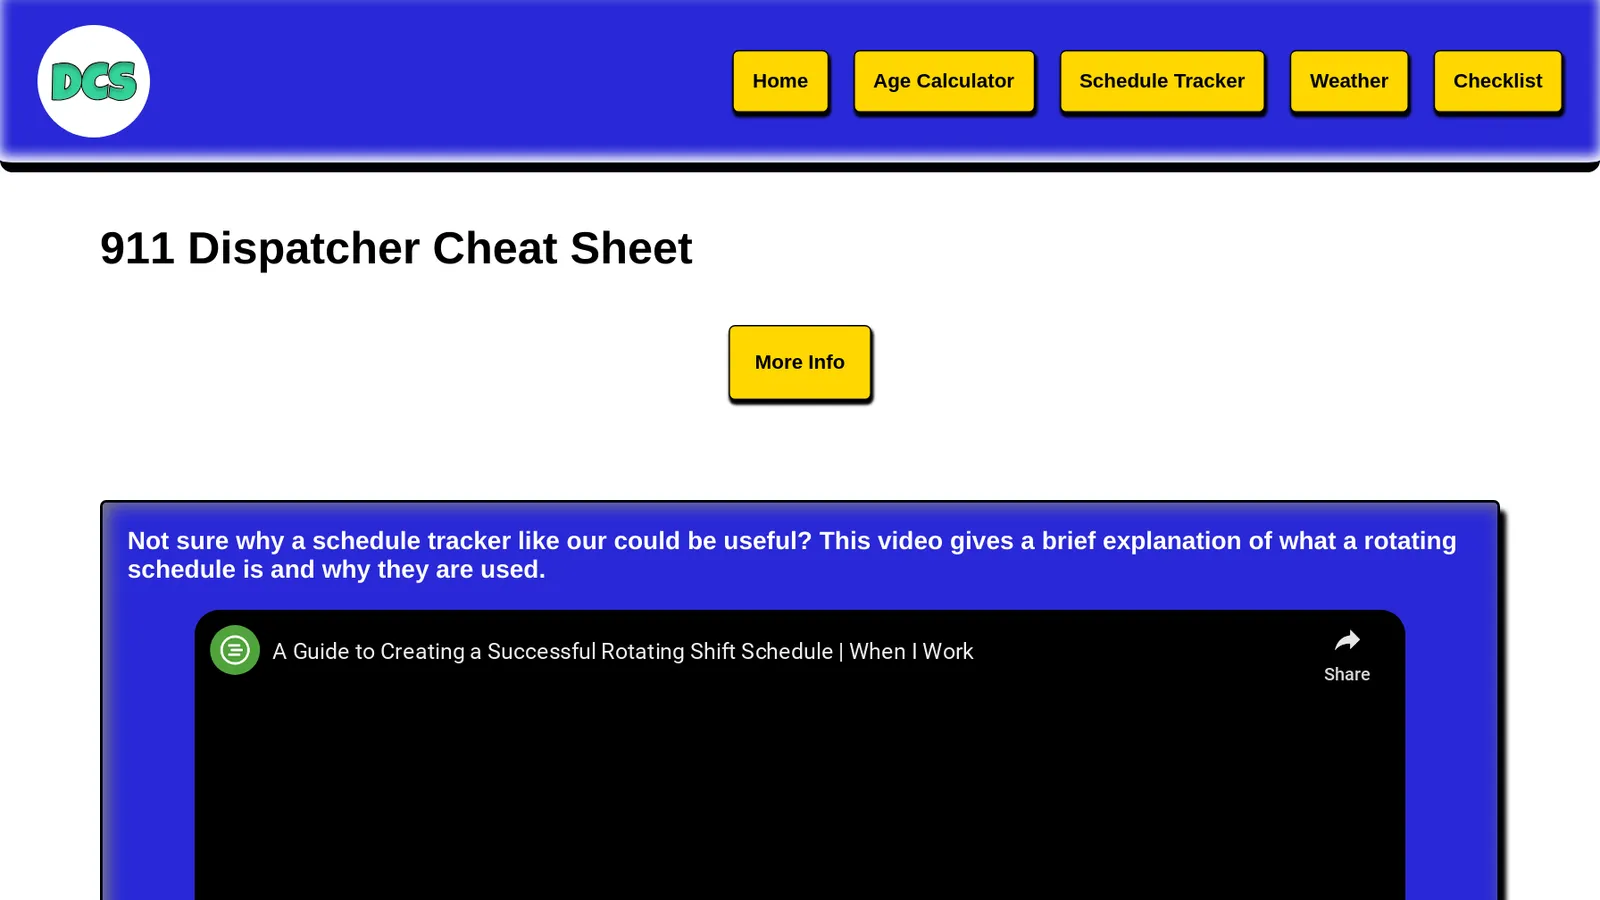 DCS
Home
Age Calculator
Schedule Tracker
Weather
Checklist
911 Dispatcher Cheat Sheet
More Info
Not sure why a schedule tracker like our could be useful? This video gives a brief explanation of what a rotating
schedule is and why they are used.
A Guide to Creating a Successful Rotating Shift Schedule | When I Work
Share